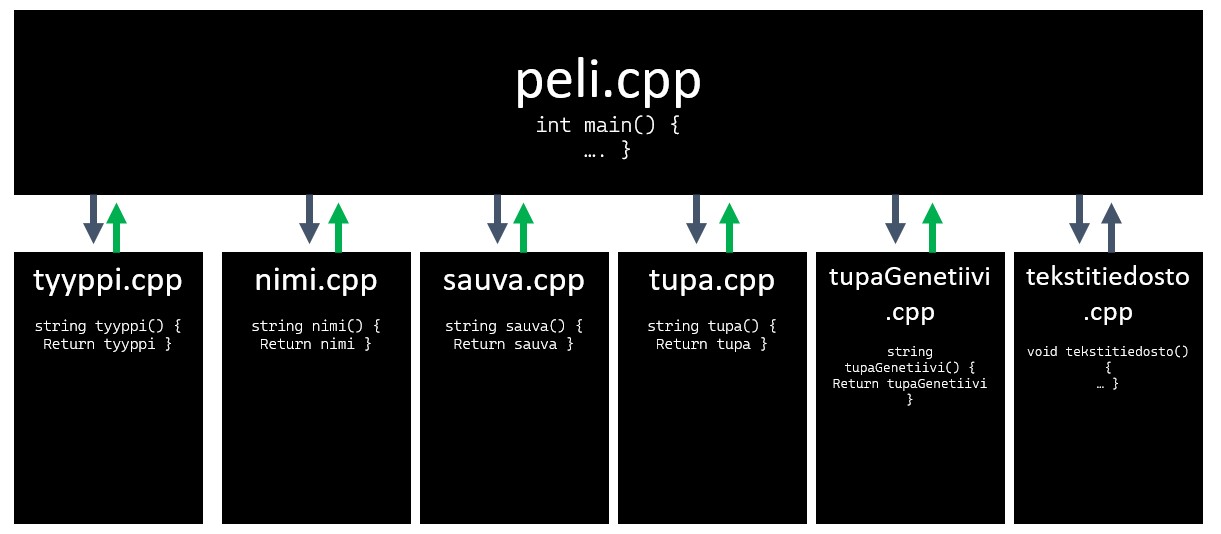 peli.cpp
int main() {
…. }
tyyppi.cpp
string tyyppi() {
Return tyyppi }
nimi.cpp
string nimi() {
Return nimi }
sauva.cpp
string sauva() {
Return sauva }
tupa.cpp
string tupa() {
Return tupa }
tupaGenetiivi
.cpp
string
tupaGenetiivi() {
Return tupaGenetiivi
}
tekstitiedosto
.cpp
void tekstitiedosto()
{
… }